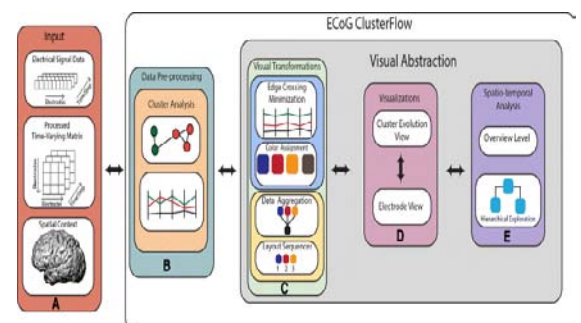 ECoG ClusterFlow
Input
Electrical Signal Data
Electrodes
Processed
Time-Varying Matrix
Electrodes
Electrodes
Spatial Context
A
Data Pre-processing
Cluster Analysis
B
Visual Abstraction
Visual Transformations
Edge Crossing
Minimization
Color Assignment
Data Aggregation
Layout Sequencer
1 2 3
C
Visualizations
Cluster Evolution
View
Electrode View
D
Spatio-temporal
Analysis
Overview Level
Hierarchical Exploration
E